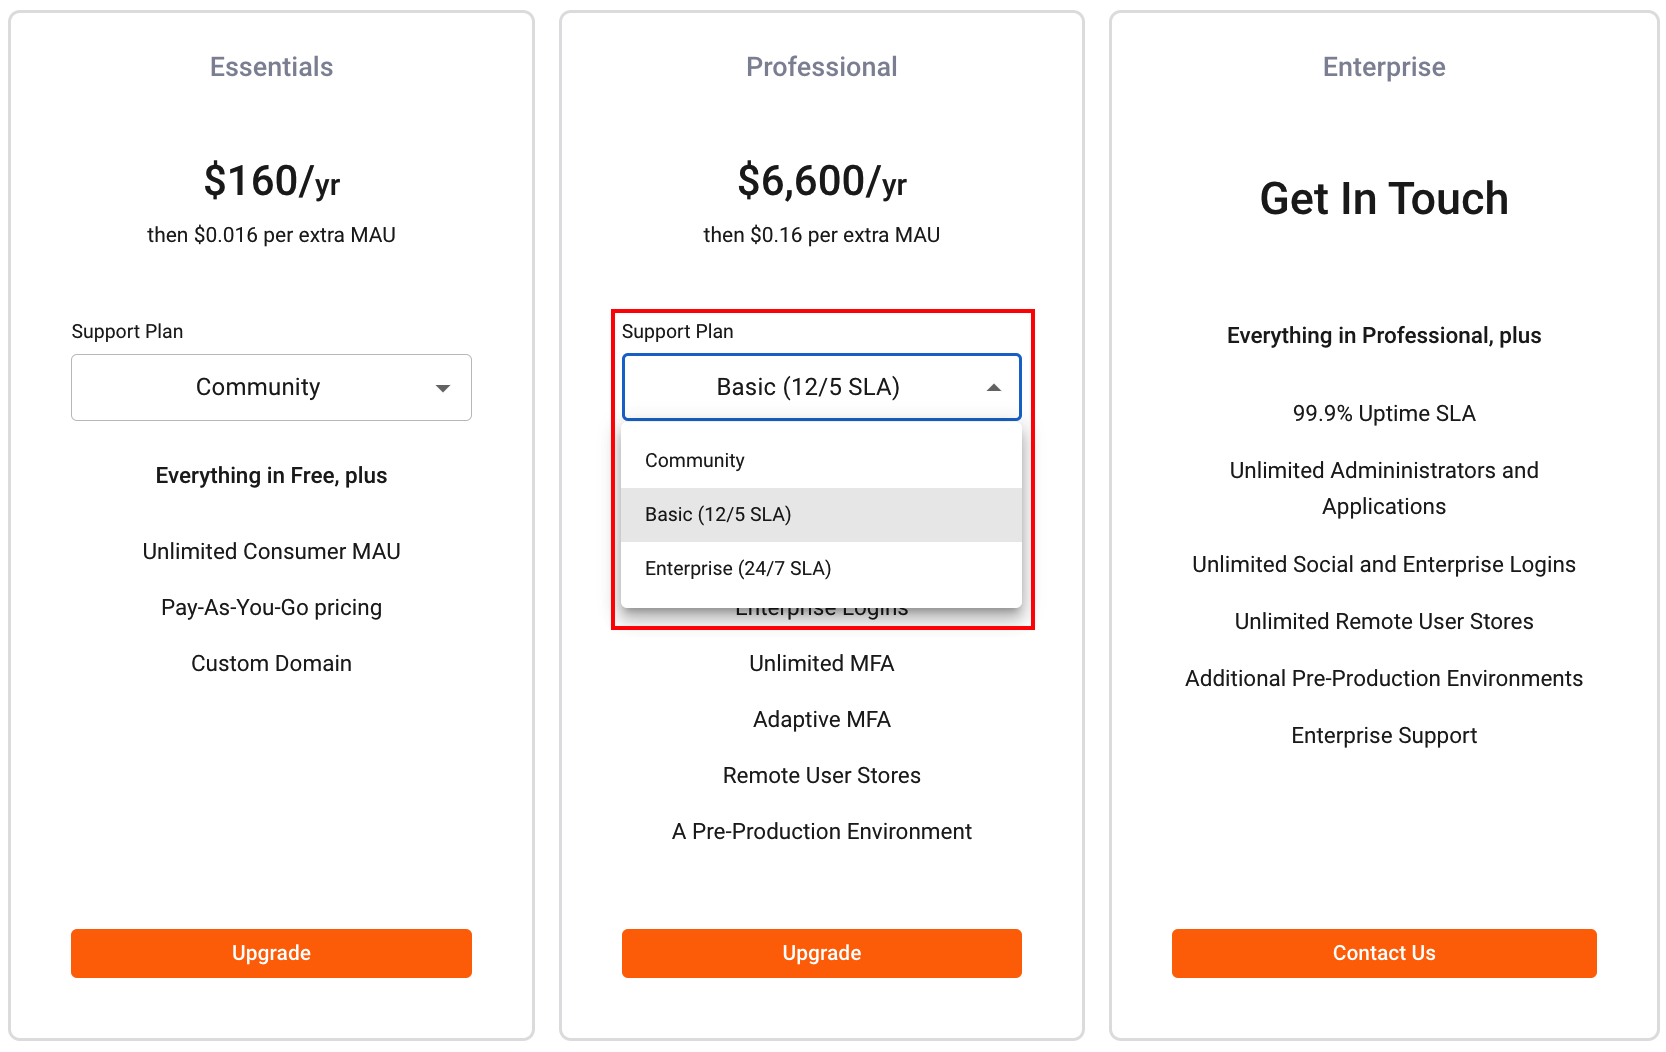 Essentials
$160/yr
then $0.016 per extra MAU
Support Plan
Community
Everything in Free, plus
Unlimited Consumer MAU
Pay-As-You-Go pricing
Custom Domain
Upgrade
Professional
$6,600/yr
then $0.16 per extra MAU
Support Plan
Basic (12/5 SLA)
Community
Basic (12/5 SLA)
Enterprise (24/7 SLA)
Enterprise Logins
Unlimited MFA
Adaptive MFA
Remote User Stores
A Pre-Production Environment
Upgrade
Enterprise
Get In Touch
Everything in Professional, plus
99.9% Uptime SLA
Unlimited Admininistrators and
Applications
Unlimited Social and Enterprise Logins
Unlimited Remote User Stores
Additional Pre-Production Environments
Enterprise Support
Contact Us